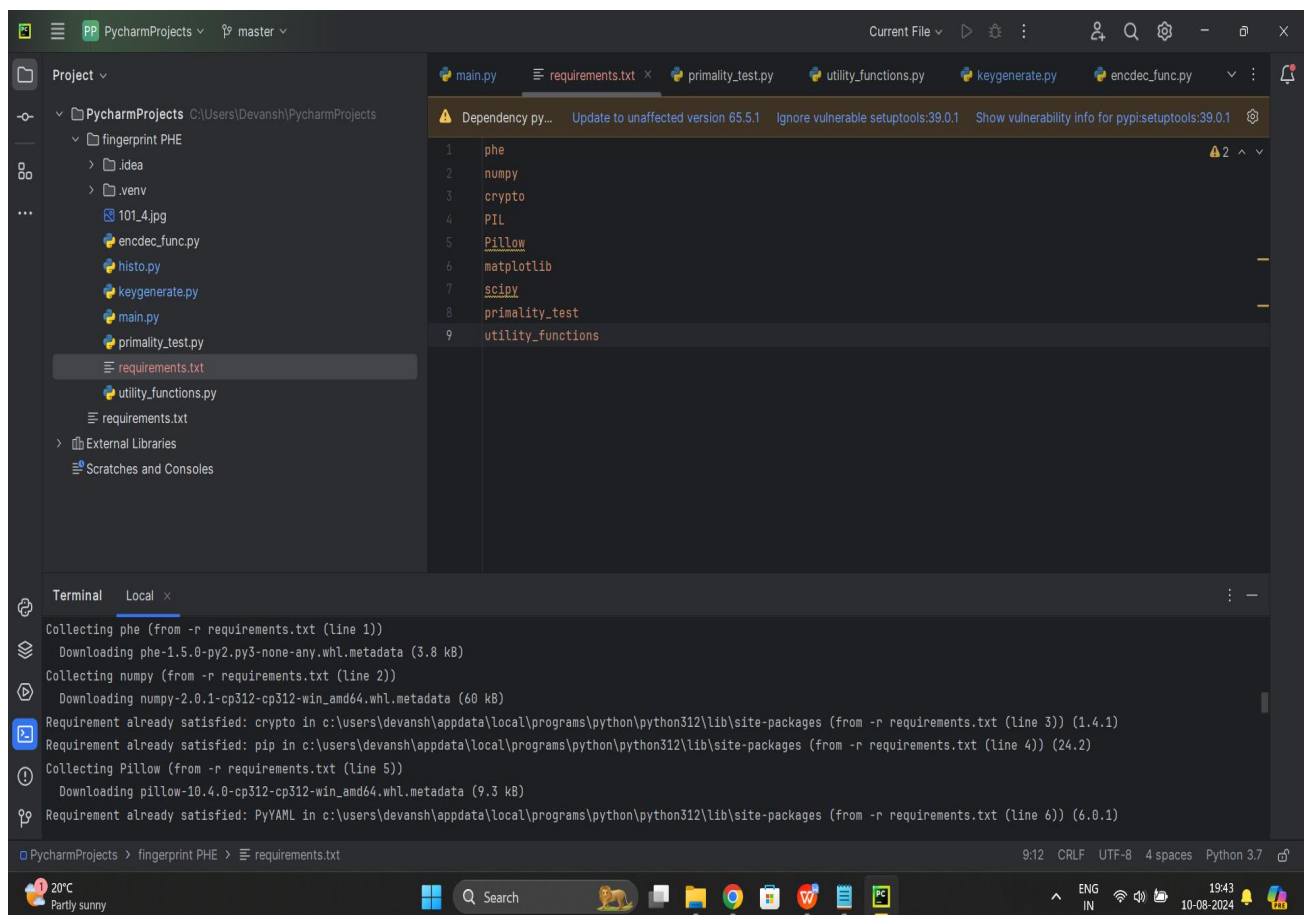 PC PP PycharmProjects master Current File
Project
main.py requirements.txt primality_test.py utility_functions.py keygenerate.py encdec_func.py
PycharmProjects C:\Users\Devansh\PycharmProjects
Dependency py... Update to unaffected version 65.5.1 Ignore vulnerable setuptools:39.0.1 Show vulnerability info for pypi:setuptools:39.0.1
fingerprint PHE
.idea
.venv
101_4.jpg
encdec_func.py
histo.py
keygenerate.py
main.py
primality_test.py
requirements.txt
utility_functions.py
requirements.txt
External Libraries
Scratches and Consoles
1 phe
2
2 numpy
3 crypto
4 PIL
5 Pillow
6 matplotlib
7 scipy
8 primality_test
9 utility_functions
Terminal Local
Collecting phe (from -r requirements.txt (line 1))
Downloading phe-1.5.0-py2.py3-none-any.whl.metadata (3.8 kB)
Collecting numpy (from -r requirements.txt (line 2))
Downloading numpy-2.0.1-cp312-cp312-win_amd64.whl.metadata (60 kB)
Requirement already satisfied: crypto in c:\users\devansh\appdata\local\programs\python\python312\lib\site-packages (from -r requirements.txt (line 3)) (1.4.1)
Requirement already satisfied: pip in c:\users\devansh\appdata\local\programs\python\python312\lib\site-packages (from -r requirements.txt (line 4)) (24.2)
Collecting Pillow (from -r requirements.txt (line 5))
Downloading pillow-10.4.0-cp312-cp312-win_amd64.whl.metadata (9.3 kB)
Requirement already satisfied: PyYAML in c:\users\devansh\appdata\local\programs\python\python312\lib\site-packages (from -r requirements.txt (line 6)) (6.0.1)
PycharmProjects > fingerprint PHE > requirements.txt 9:12 CRLF UTF-8 4 spaces Python 3.7
1 20°C
Partly sunny
Search
PC
ENG
IN
19:43
10-08-2024
PRE